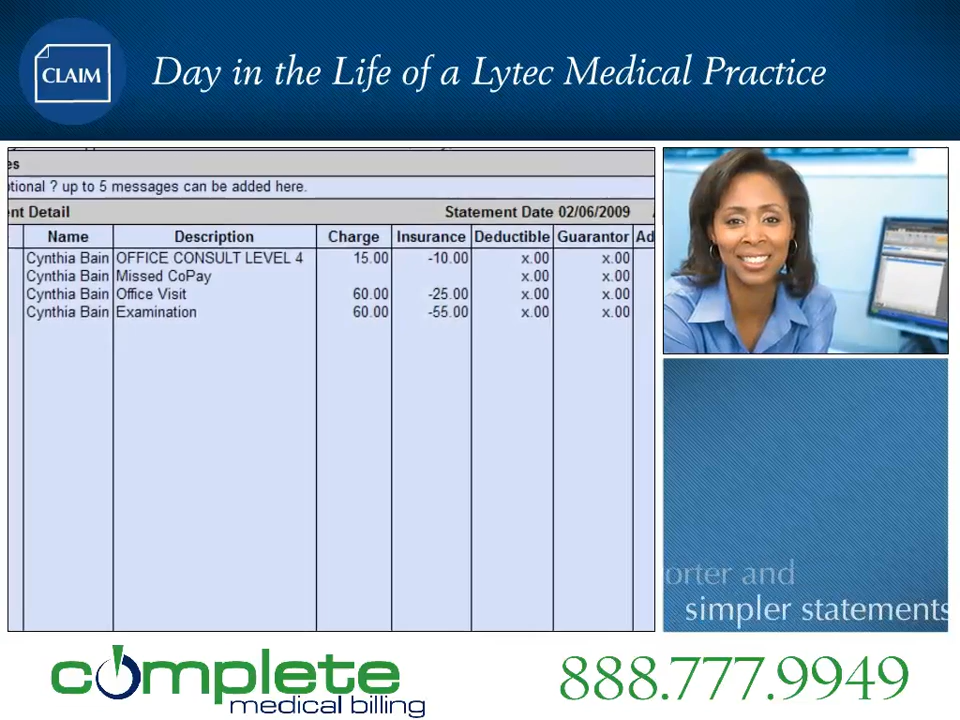 CLAIM
Day in the Life of a Lytec Medical Practice
es
tional ? up to 5 messages can be added here.
nt Detail Statement Date 02/06/2009
Name Description Charge Insurance Deductible Guarantor Ad
Cynthia Bain OFFICE CONSULT LEVEL 4 15.00 -10.00 x.00 x.00
Cynthia Bain Missed CoPay x.00 x.00
Cynthia Bain Office Visit 60.00 -25.00 x.00 x.00
Cynthia Bain Examination 60.00 -55.00 x.00 x.00
orter and
simpler statements
complete
medical billing
888.777.9949